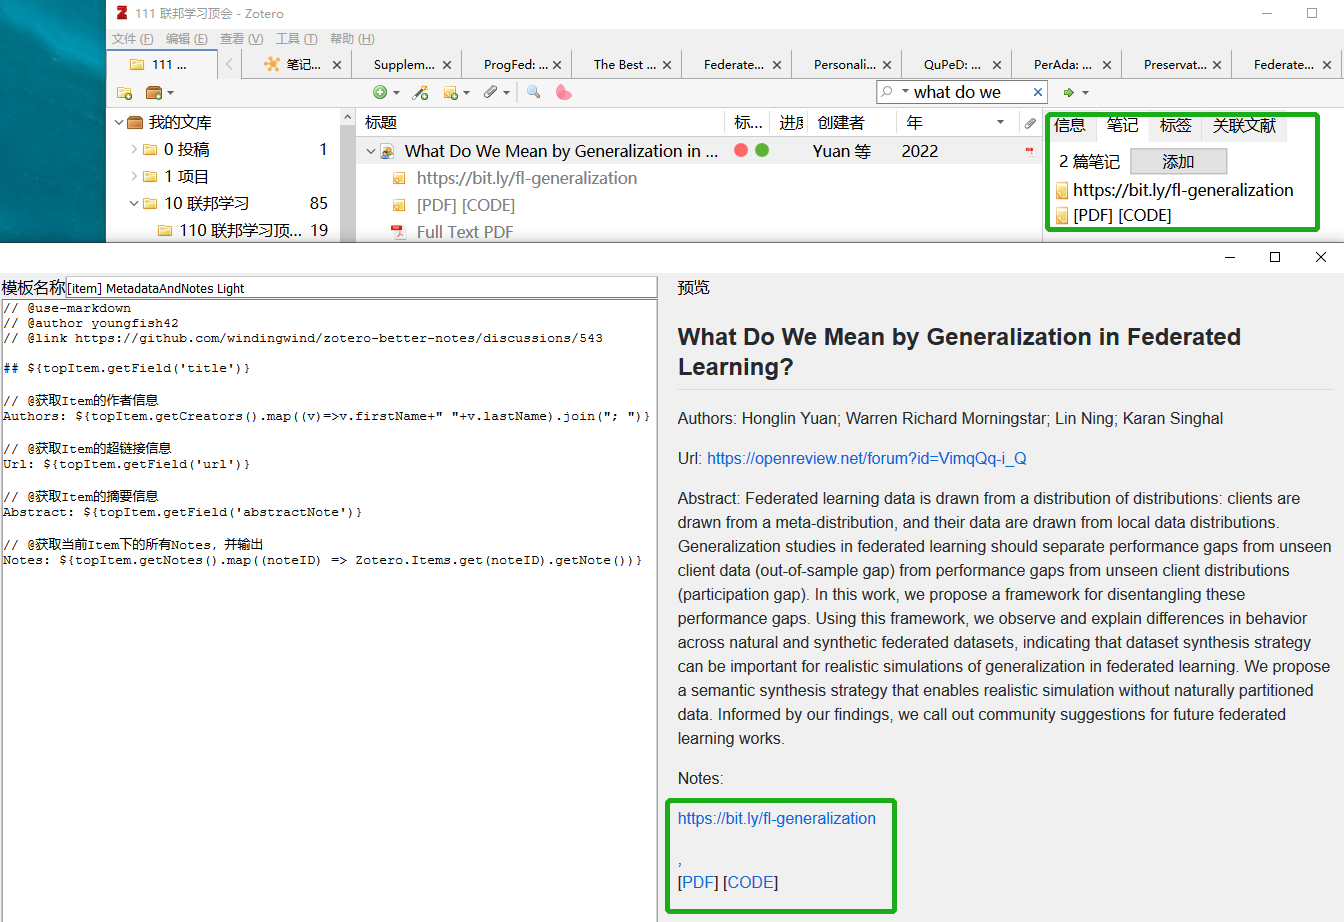 111 联邦学习顶会 - Zotero
文件 (F) 编辑 (E) 查看 (V) 工具 (T) 帮助 (H)
111 ... 笔记... Supplem... ProgFed: ... The Best ... Federate... Personali... QuPeD: ... PerAda: ... Preservat... Federate...
what do we
我的文库
0 投稿 1
1 项目
10 联邦学习 85
110 联邦学习顶... 19
标题 标... 进度 创建者 年
What Do We Mean by Generalization in ... Yuan 等 2022
https://bit.ly/fl-generalization
[PDF] [CODE]
Full Text PDF
信息 笔记 标签 关联文献
2 篇笔记 添加
https://bit.ly/fl-generalization
[PDF] [CODE]
模板名称 [item] MetadataAndNotes Light
// @use-markdown
// @author youngfish42
// @link https://github.com/windingwind/zotero-better-notes/discussions/543
## ${topItem.getField('title')}
// @获取Item的作者信息
Authors: ${topItem.getCreators().map((v)=>v.firstName+" "+v.lastName).join("; ")}
// @获取Item的超链接信息
Url: ${topItem.getField('url')}
// @获取Item的摘要信息
Abstract: ${topItem.getField('abstractNote')}
// @获取当前Item下的所有Notes, 并输出
Notes: ${topItem.getNotes().map((noteID) => Zotero.Items.get(noteID).getNote())}
预览
What Do We Mean by Generalization in Federated
Learning?
Authors: Honglin Yuan; Warren Richard Morningstar; Lin Ning; Karan Singhal
Url: https://openreview.net/forum?id=VimqQq-i_Q
Abstract: Federated learning data is drawn from a distribution of distributions: clients are
drawn from a meta-distribution, and their data are drawn from local data distributions.
Generalization studies in federated learning should separate performance gaps from unseen
client data (out-of-sample gap) from performance gaps from unseen client distributions
(participation gap). In this work, we propose a framework for disentangling these
performance gaps. Using this framework, we observe and explain differences in behavior
across natural and synthetic federated datasets, indicating that dataset synthesis strategy
can be important for realistic simulations of generalization in federated learning. We propose
a semantic synthesis strategy that enables realistic simulation without naturally partitioned
data. Informed by our findings, we call out community suggestions for future federated
learning works.
Notes:
https://bit.ly/fl-generalization
,
[PDF] [CODE]